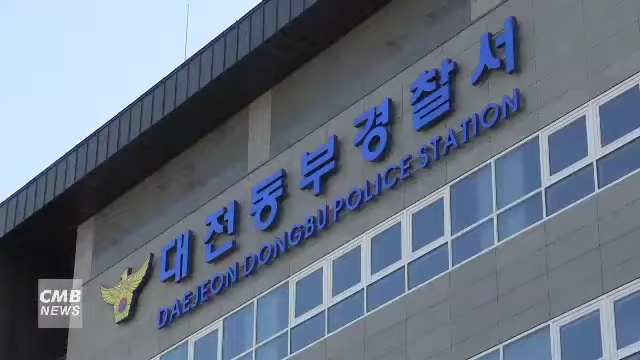 대전동부경찰서
DAEJEON DONGBU POLICE STATION
CMB
NEWS